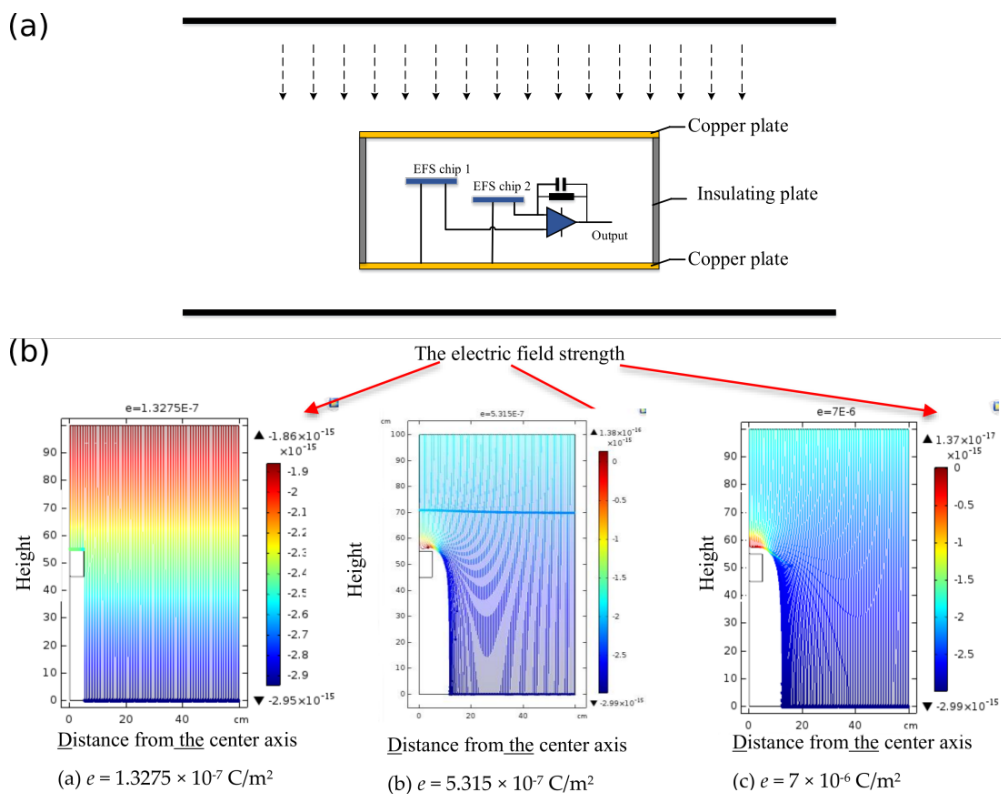 (a)
Copper plate
EFS chip 1
EFS chip 2
Insulating plate
Output
Copper plate
(b)
The electric field strength
e=1.3275E-7
▲ -1.86×10⁻¹⁵
×10⁻¹⁵
90
80
70
60
50
40
30
20
10
0
-1.9
-2
-2.1
-2.2
-2.3
-2.4
-2.5
-2.6
-2.7
-2.8
-2.9
▼ -2.95×10⁻¹⁵
0
40
cm
Height
Distance from the center axis
(a) e = 1.3275 × 10⁻⁷ C/m²
e=5.315E-7
cm
100
90
80
70
60
50
40
30
20
10
0
▲ 1.38×10⁻¹⁶
×10⁻¹⁵
0
-0.5
-1
-1.5
-2
-2.5
▼ -2.99×10⁻¹⁵
0
20
40
cm
Height
Distance from the center axis
(b) e = 5.315 × 10⁻⁷ C/m²
e=7E-6
90
80
70
60
50
40
30
20
10
0
▲ 1.37×10⁻¹⁷
×10⁻¹⁵
0
-0.5
-1
-1.5
-2
-2.5
▼ -2.99×10⁻¹⁵
0
20
40
cm
Height
Distance from the center axis
(c) e = 7 × 10⁻⁶ C/m²